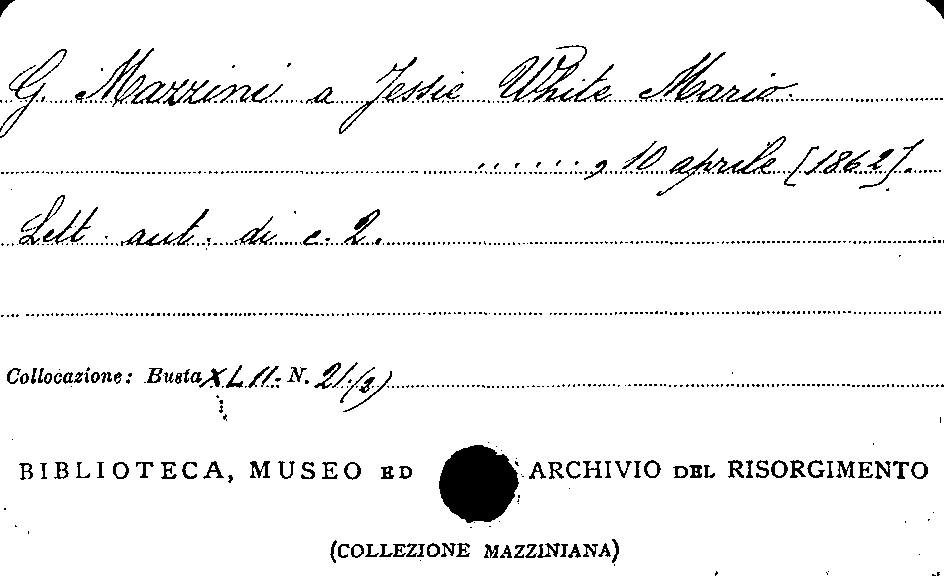 G. Mazzini a Jessie White Mario.
......, 10 aprile [1862].
Lett. aut. di c. 2.
Collocazione: Busta XLII. N. 21/(2)
BIBLIOTECA, MUSEO ED ARCHIVIO DEL RISORGIMENTO
(COLLEZIONE MAZZINIANA)